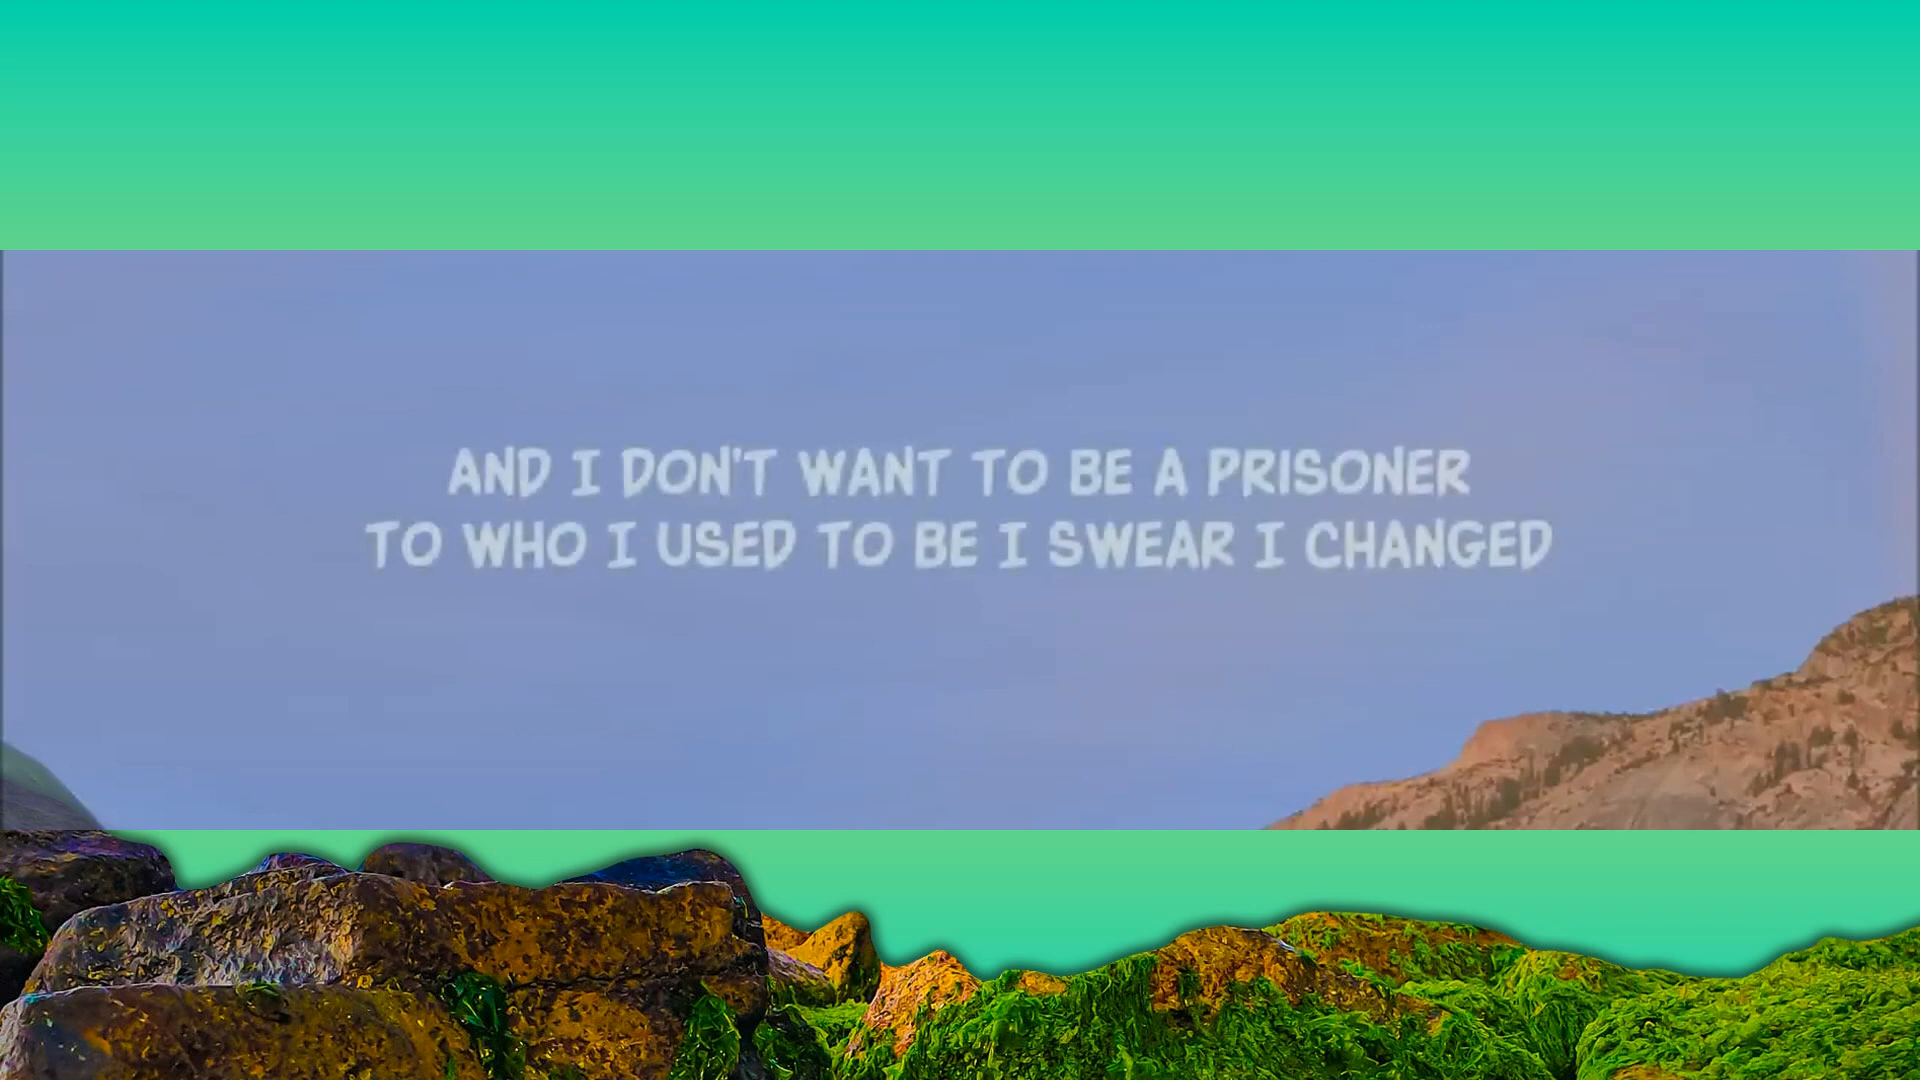 AND I DON'T WANT TO BE A PRISONER
TO WHO I USED TO BE I SWEAR I CHANGED